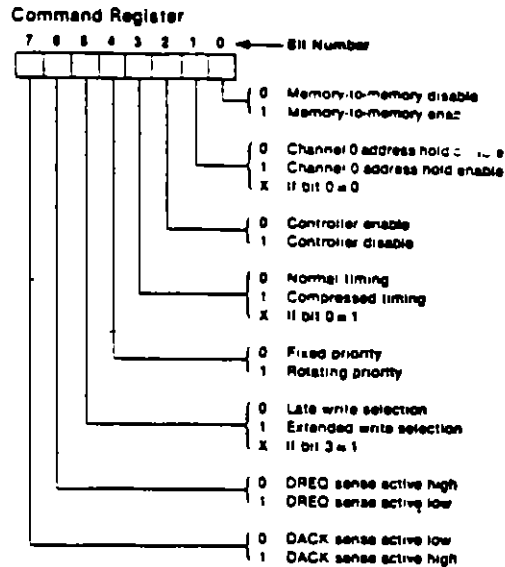 Command Register
7 6 5 4 3 2 1 0
Bit Number
0 Memory-to-memory disable
1 Memory-to-memory
0 Channel 0 address hold
1 Channel 0 address hold enable
X If bit 0 = 0
0 Controller enable
1 Controller disable
0 Normal timing
1 Compressed timing
X If bit 0 = 1
0 Fixed priority
1 Rotating priority
0 Late write selection
1 Extended write selection
X If bit 3 = 1
0 DREQ sense active high
1 DREQ sense active low
0 DACK sense active low
1 DACK sense active high